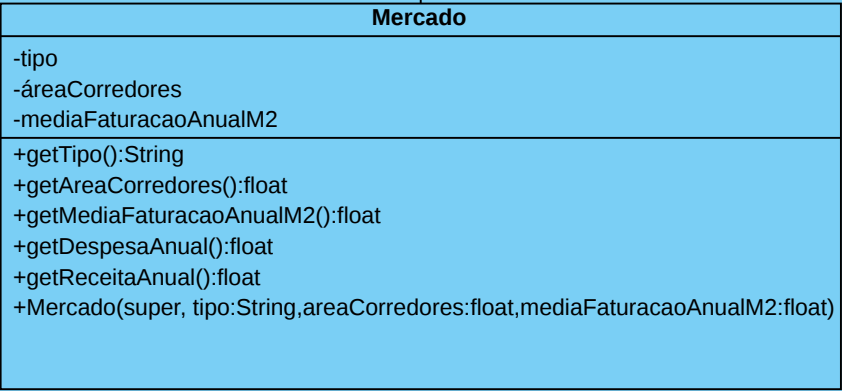 Mercado
-tipo
-áreaCorredores
-mediaFaturacaoAnualM2
+getTipo():String
+getAreaCorredores():float
+getMediaFaturacaoAnualM2():float
+getDespesaAnual():float
+getReceitaAnual():float
+Mercado(super, tipo:String,areaCorredores:float,mediaFaturacaoAnualM2:float)